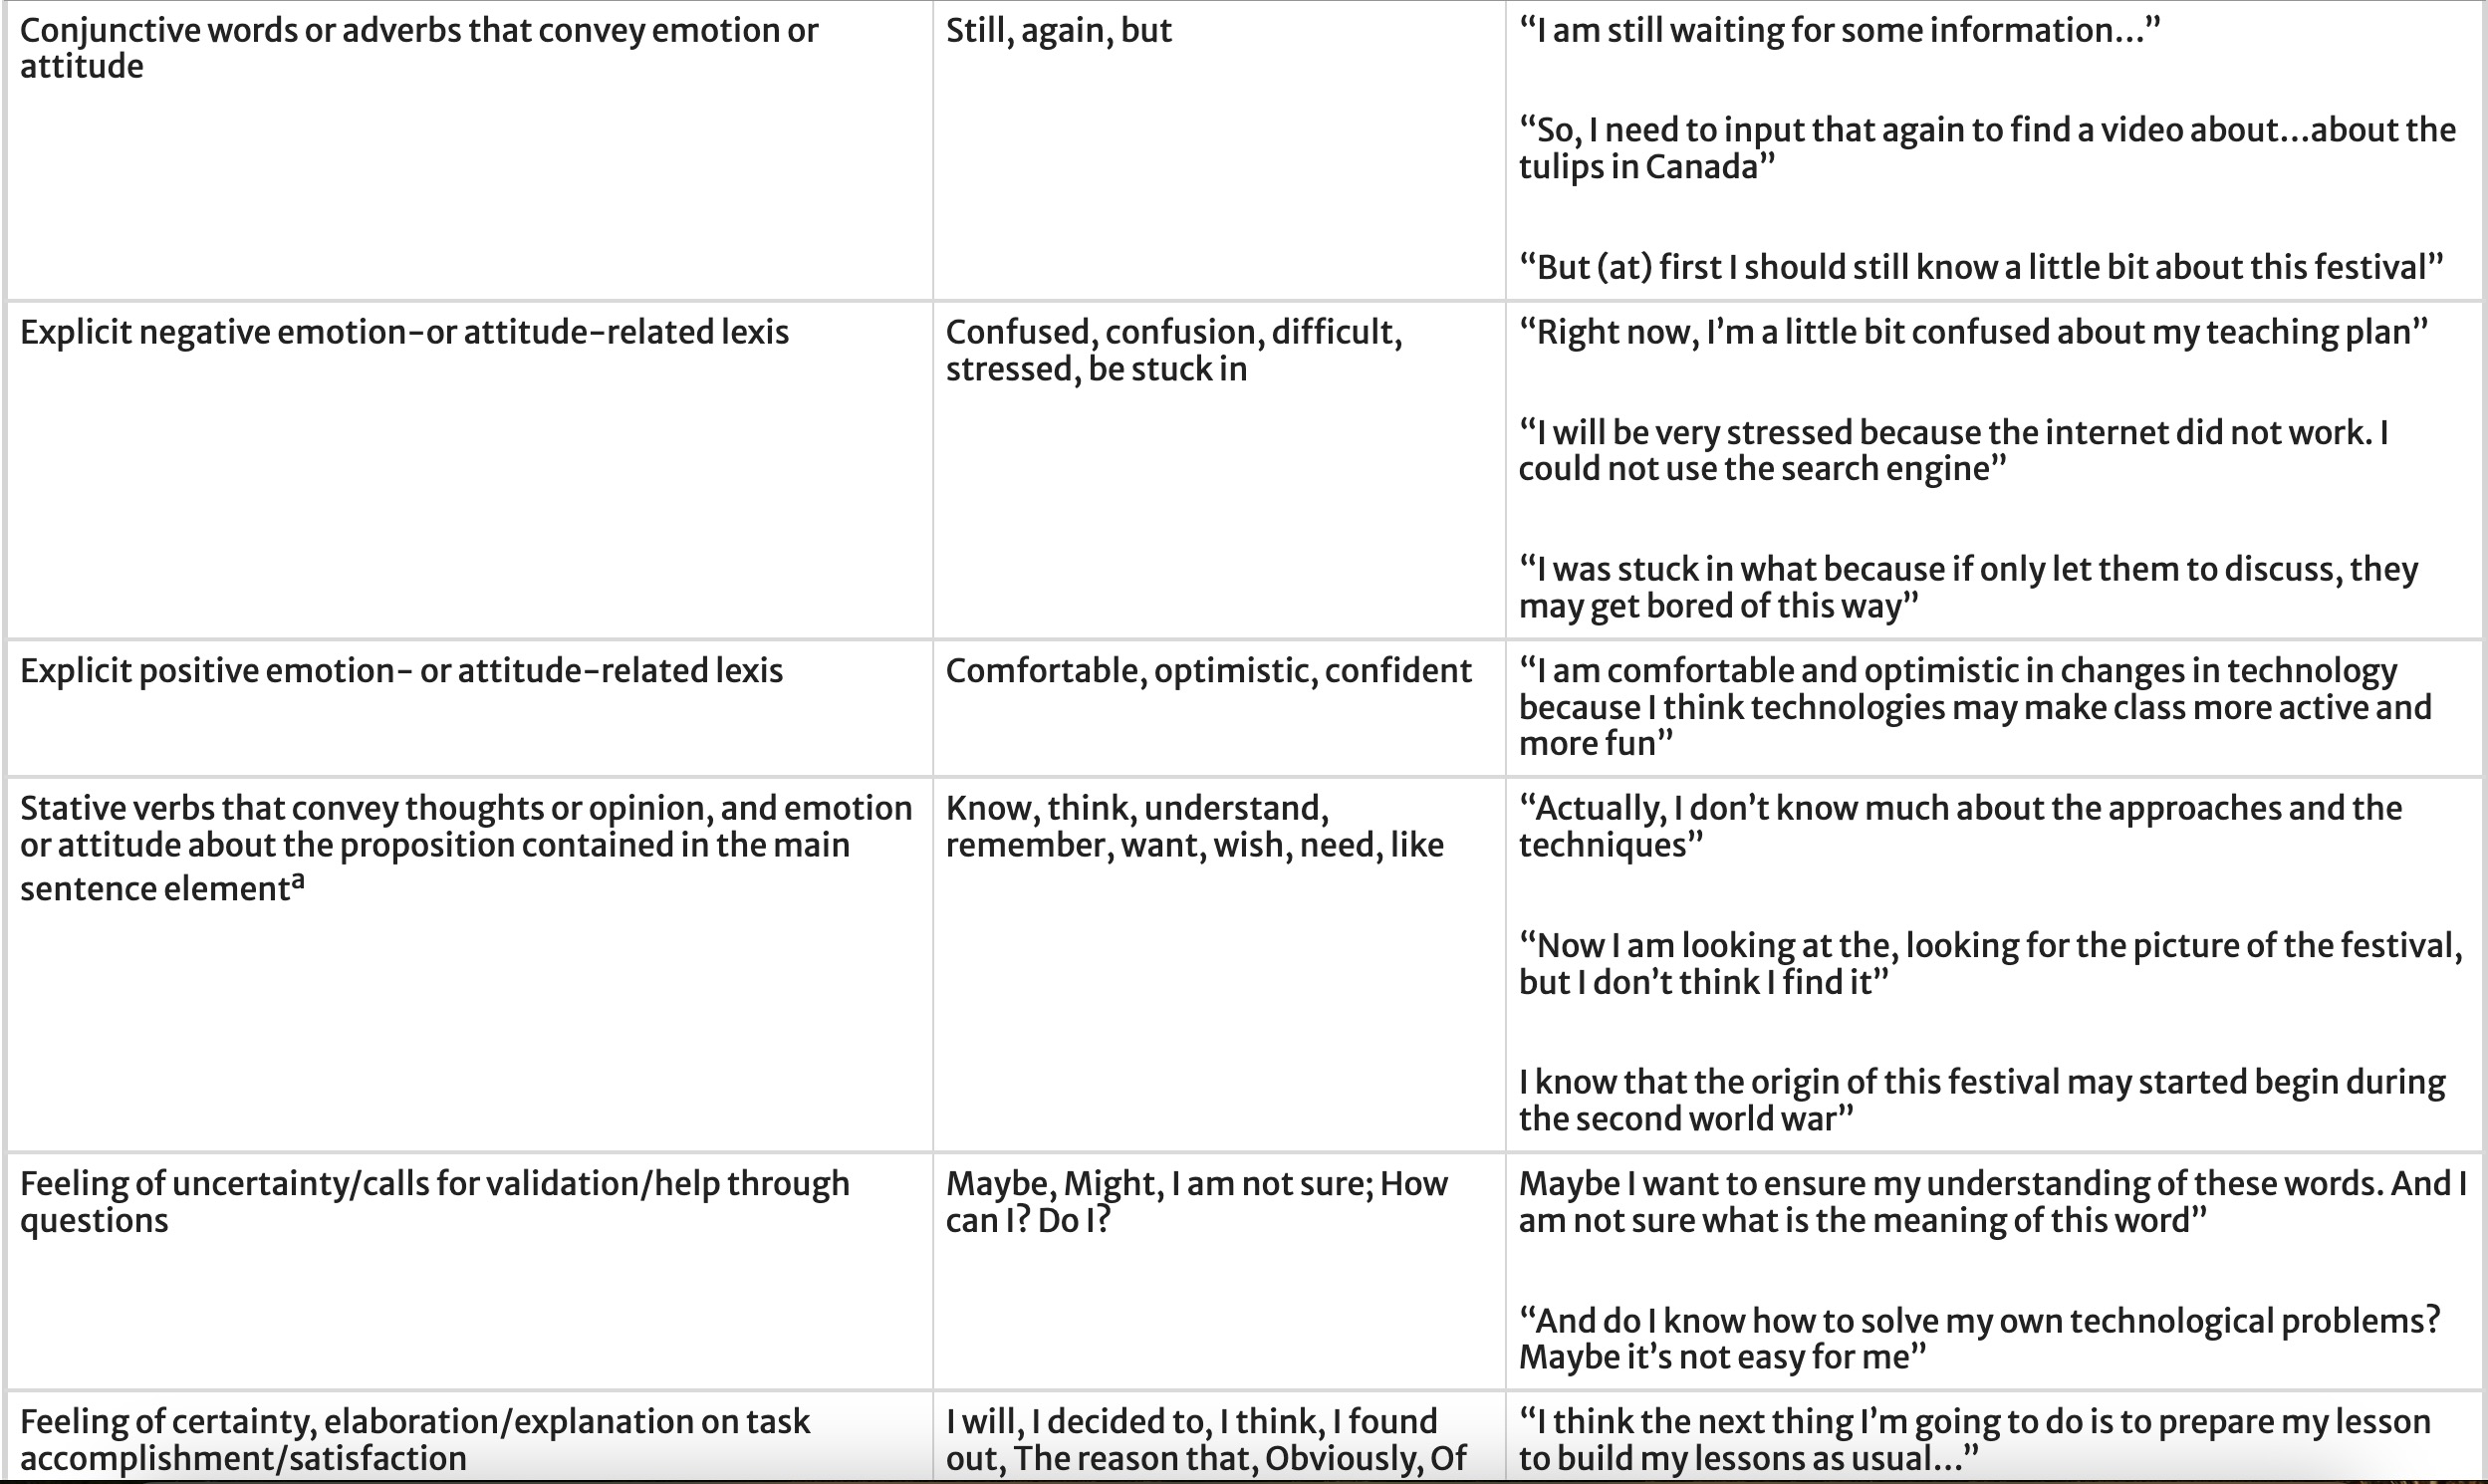 Conjunctive words or adverbs that convey emotion or
attitude
Still, again, but
“I am still waiting for some information...”
“So, I need to input that again to find a video about...about the
tulips in Canada”
“But (at) first I should still know a little bit about this festival”
Explicit negative emotion-or attitude-related lexis
Confused, confusion, difficult,
stressed, be stuck in
“Right now, I’m a little bit confused about my teaching plan”
“I will be very stressed because the internet did not work. I
could not use the search engine”
“I was stuck in what because if only let them to discuss, they
may get bored of this way”
Explicit positive emotion- or attitude-related lexis
Comfortable, optimistic, confident
“I am comfortable and optimistic in changes in technology
because I think technologies may make class more active and
more fun”
Stative verbs that convey thoughts or opinion, and emotion
or attitude about the proposition contained in the main
sentence elementa
Know, think, understand,
remember, want, wish, need, like
“Actually, I don’t know much about the approaches and the
techniques”
“Now I am looking at the, looking for the picture of the festival,
but I don’t think I find it”
I know that the origin of this festival may started begin during
the second world war”
Feeling of uncertainty/calls for validation/help through
questions
Maybe, Might, I am not sure; How
can I? Do I?
Maybe I want to ensure my understanding of these words. And I
am not sure what is the meaning of this word”
“And do I know how to solve my own technological problems?
Maybe it’s not easy for me”
Feeling of certainty, elaboration/explanation on task
accomplishment/satisfaction
I will, I decided to, I think, I found
out, The reason that, Obviously, Of
“I think the next thing I’m going to do is to prepare my lesson
to build my lessons as usual...”